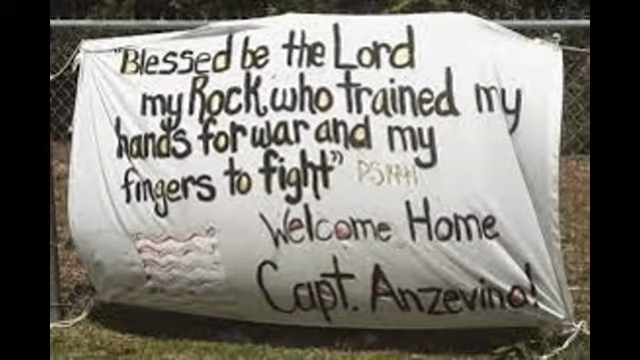 "Blessed be the Lord
my Rock who trained my
hands for war and my
fingers to fight" PS 144:1
Welcome Home
Capt. Anzevino!